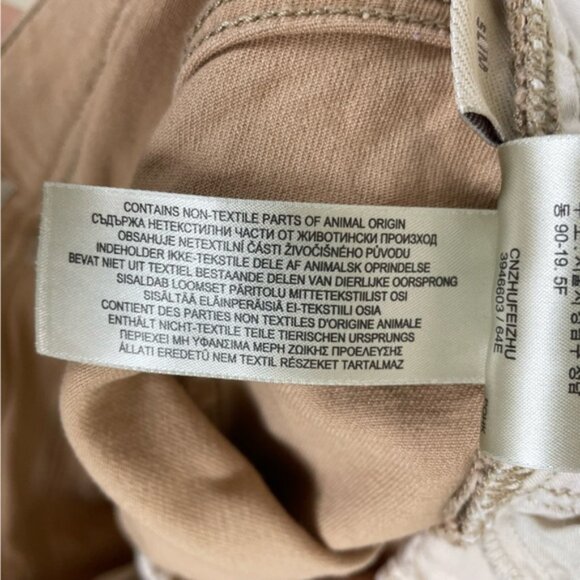 SLIM
CONTAINS NON-TEXTILE PARTS OF ANIMAL ORIGIN
СЪДЪРЖА НЕТЕКСТИЛНИ ЧАСТИ ОТ ЖИВОТИНСКИ ПРОИЗХОД
OBSAHUJE NETEXTILNÍ ČÁSTI ŽIVOČIŠNÉHO PŮVODU
INDEHOLDER IKKE-TEKSTILE DELE AF ANIMALSK OPRINDELSE
BEVAT NIET UIT TEXTIEL BESTAANDE DELEN VAN DIERLIJKE OORSPRONG
SISALDAB LOOMSET PÄRITOLU MITTETEKSTIILIST OSI
SISÄLTÄÄ ELÄINPERÄISIÄ EI-TEKSTIILI OSIA
CONTIENT DES PARTIES NON TEXTILES D'ORIGINE ANIMALE
ENTHÄLT NICHT-TEXTILE TEILE TIERISCHEN URSPRUNGS
ΠΕΡΙΕΧΕΙ ΜΗ ΥΦΑΝΣΙΜΑ ΜΕΡΗ ΖΩΙΚΗΣ ΠΡΟΕΛΕΥΣΗΣ
ÁLLATI EREDETŰ NEM TEXTIL RÉSZEKET TARTALMAZ
동 90-19.5F
CNZHUFEIZHU
3946603 / 64E